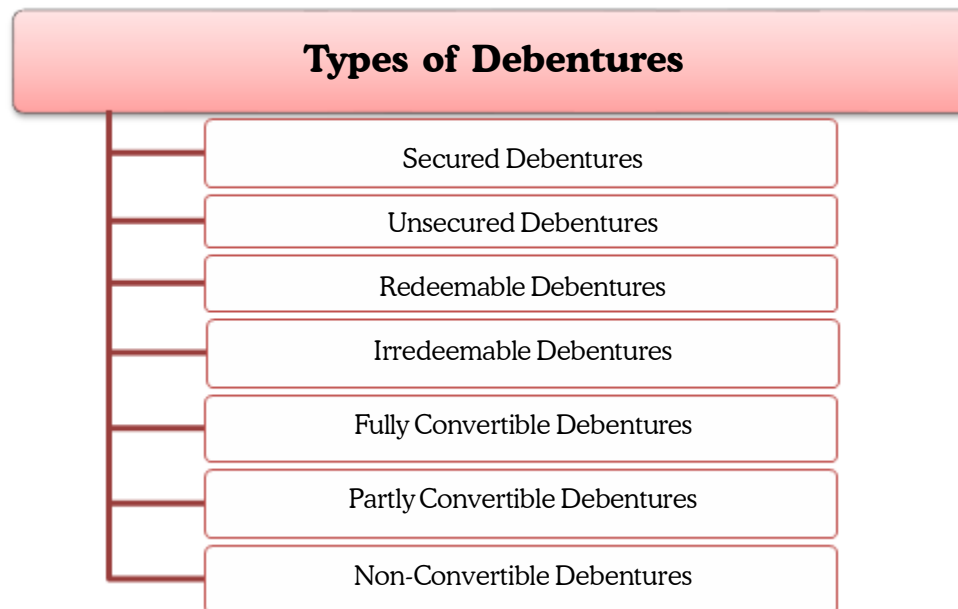 Types of Debentures
Secured Debentures
Unsecured Debentures
Redeemable Debentures
Irredeemable Debentures
Fully Convertible Debentures
Partly Convertible Debentures
Non-Convertible Debentures